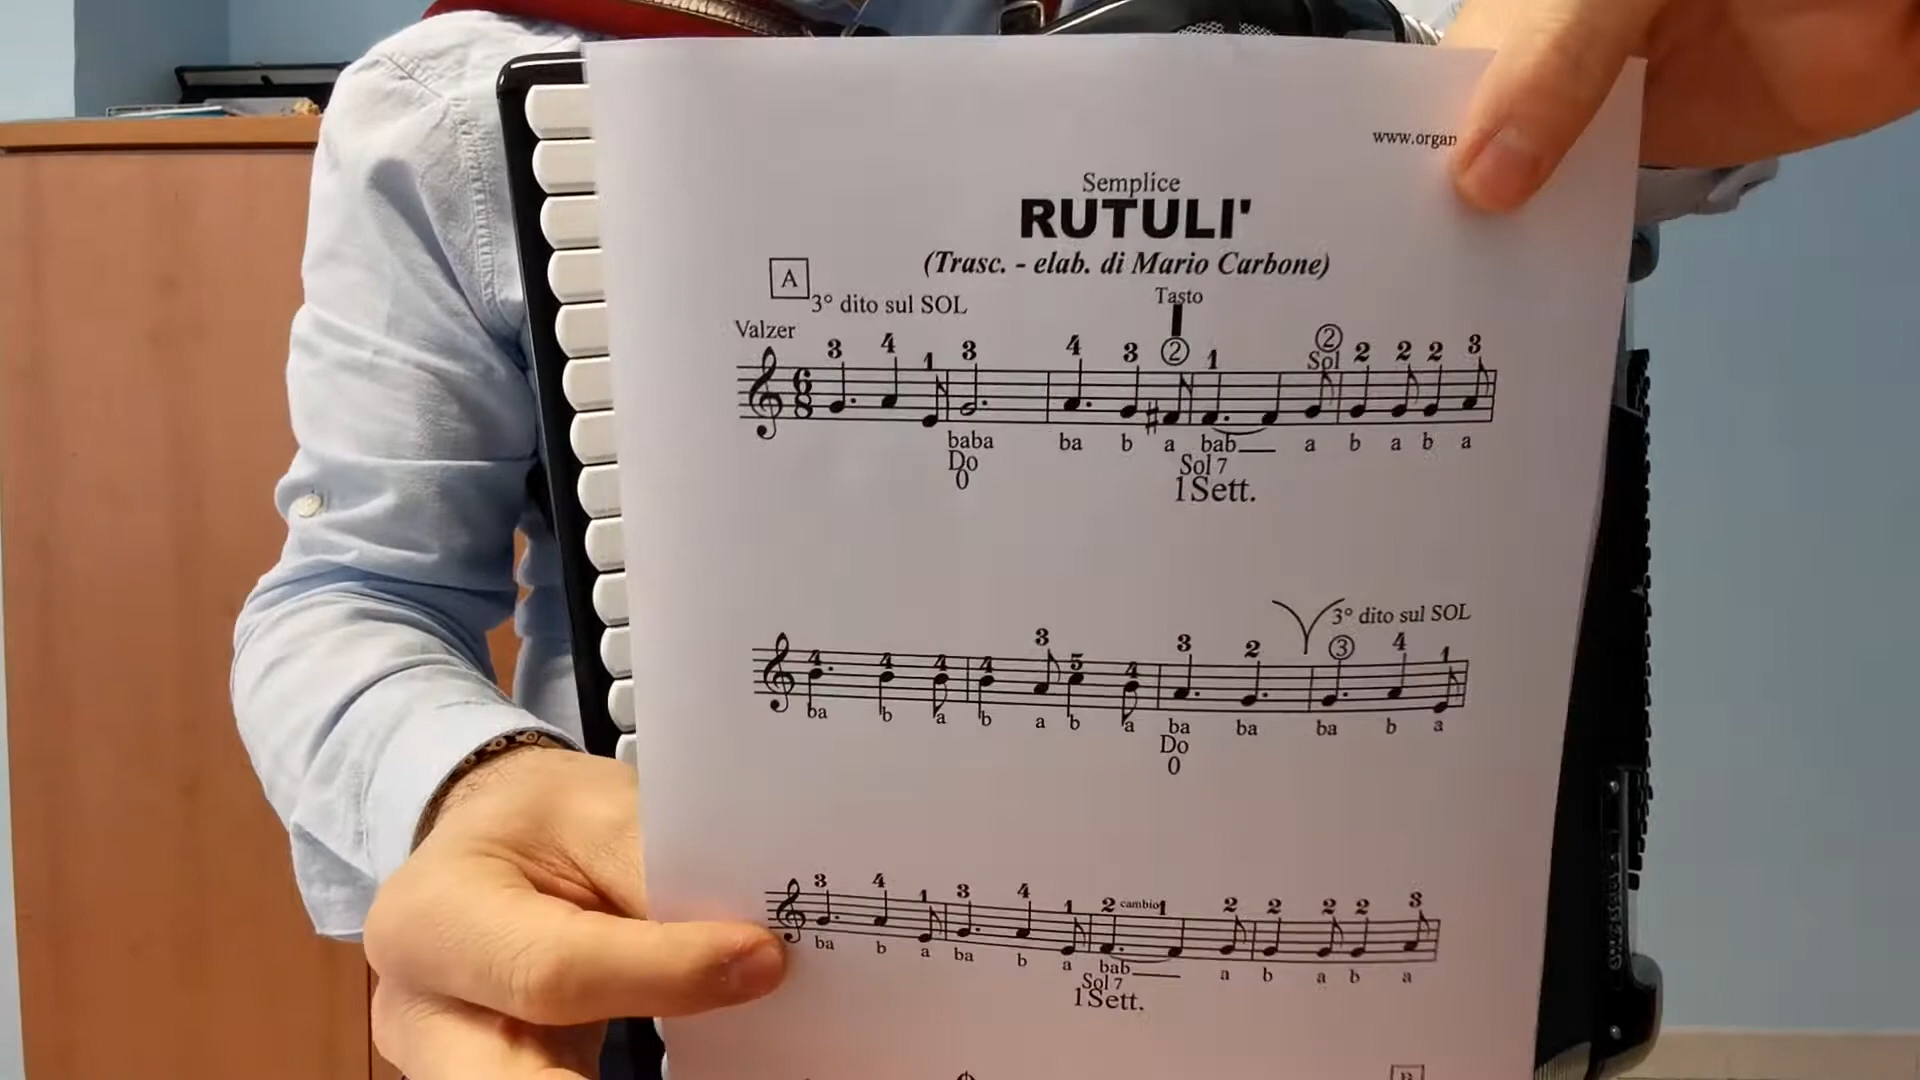 www.organ
Semplice
RUTULI'
(Trasc. - elab. di Mario Carbone)
A
3° dito sul SOL
Tasto
Valzer
3 4 1 3 4 3 2 1 2 2 2 2 3
Sol
6
8
baba ba b a bab a b a b a
Do Sol 7
0 1Sett.
3° dito sul SOL
4 4 4 4 3 5 4 3 2 3 4 1
ba b a b a b a ba ba ba b a
Do
0
3 4 1 3 4 1 2 cambio1 2 2 2 2 3
ba b a ba b a bab a b a b a
Sol 7
1Sett.